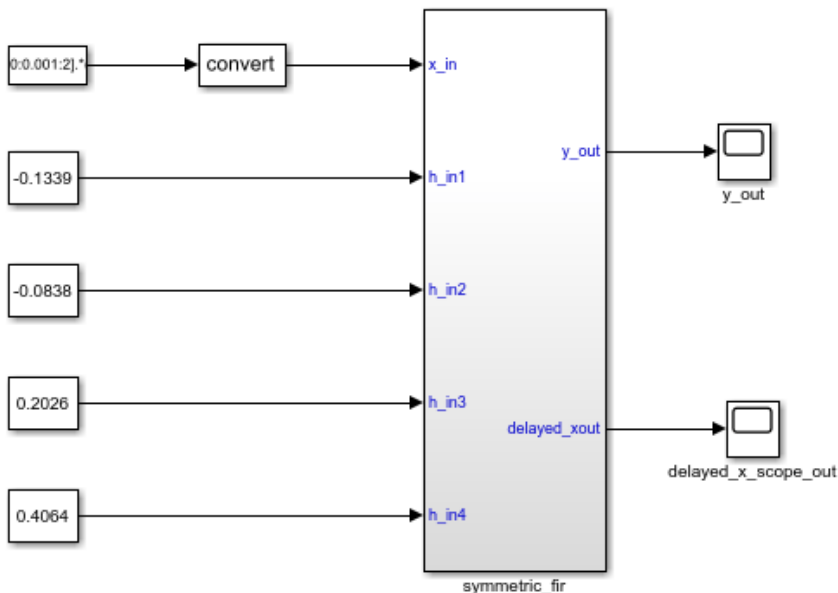 0:0.001:2].*
convert
x_in
y_out
y_out
-0.1339
h_in1
-0.0838
h_in2
0.2026
h_in3
delayed_xout
delayed_x_scope_out
0.4064
h_in4
symmetric_fir